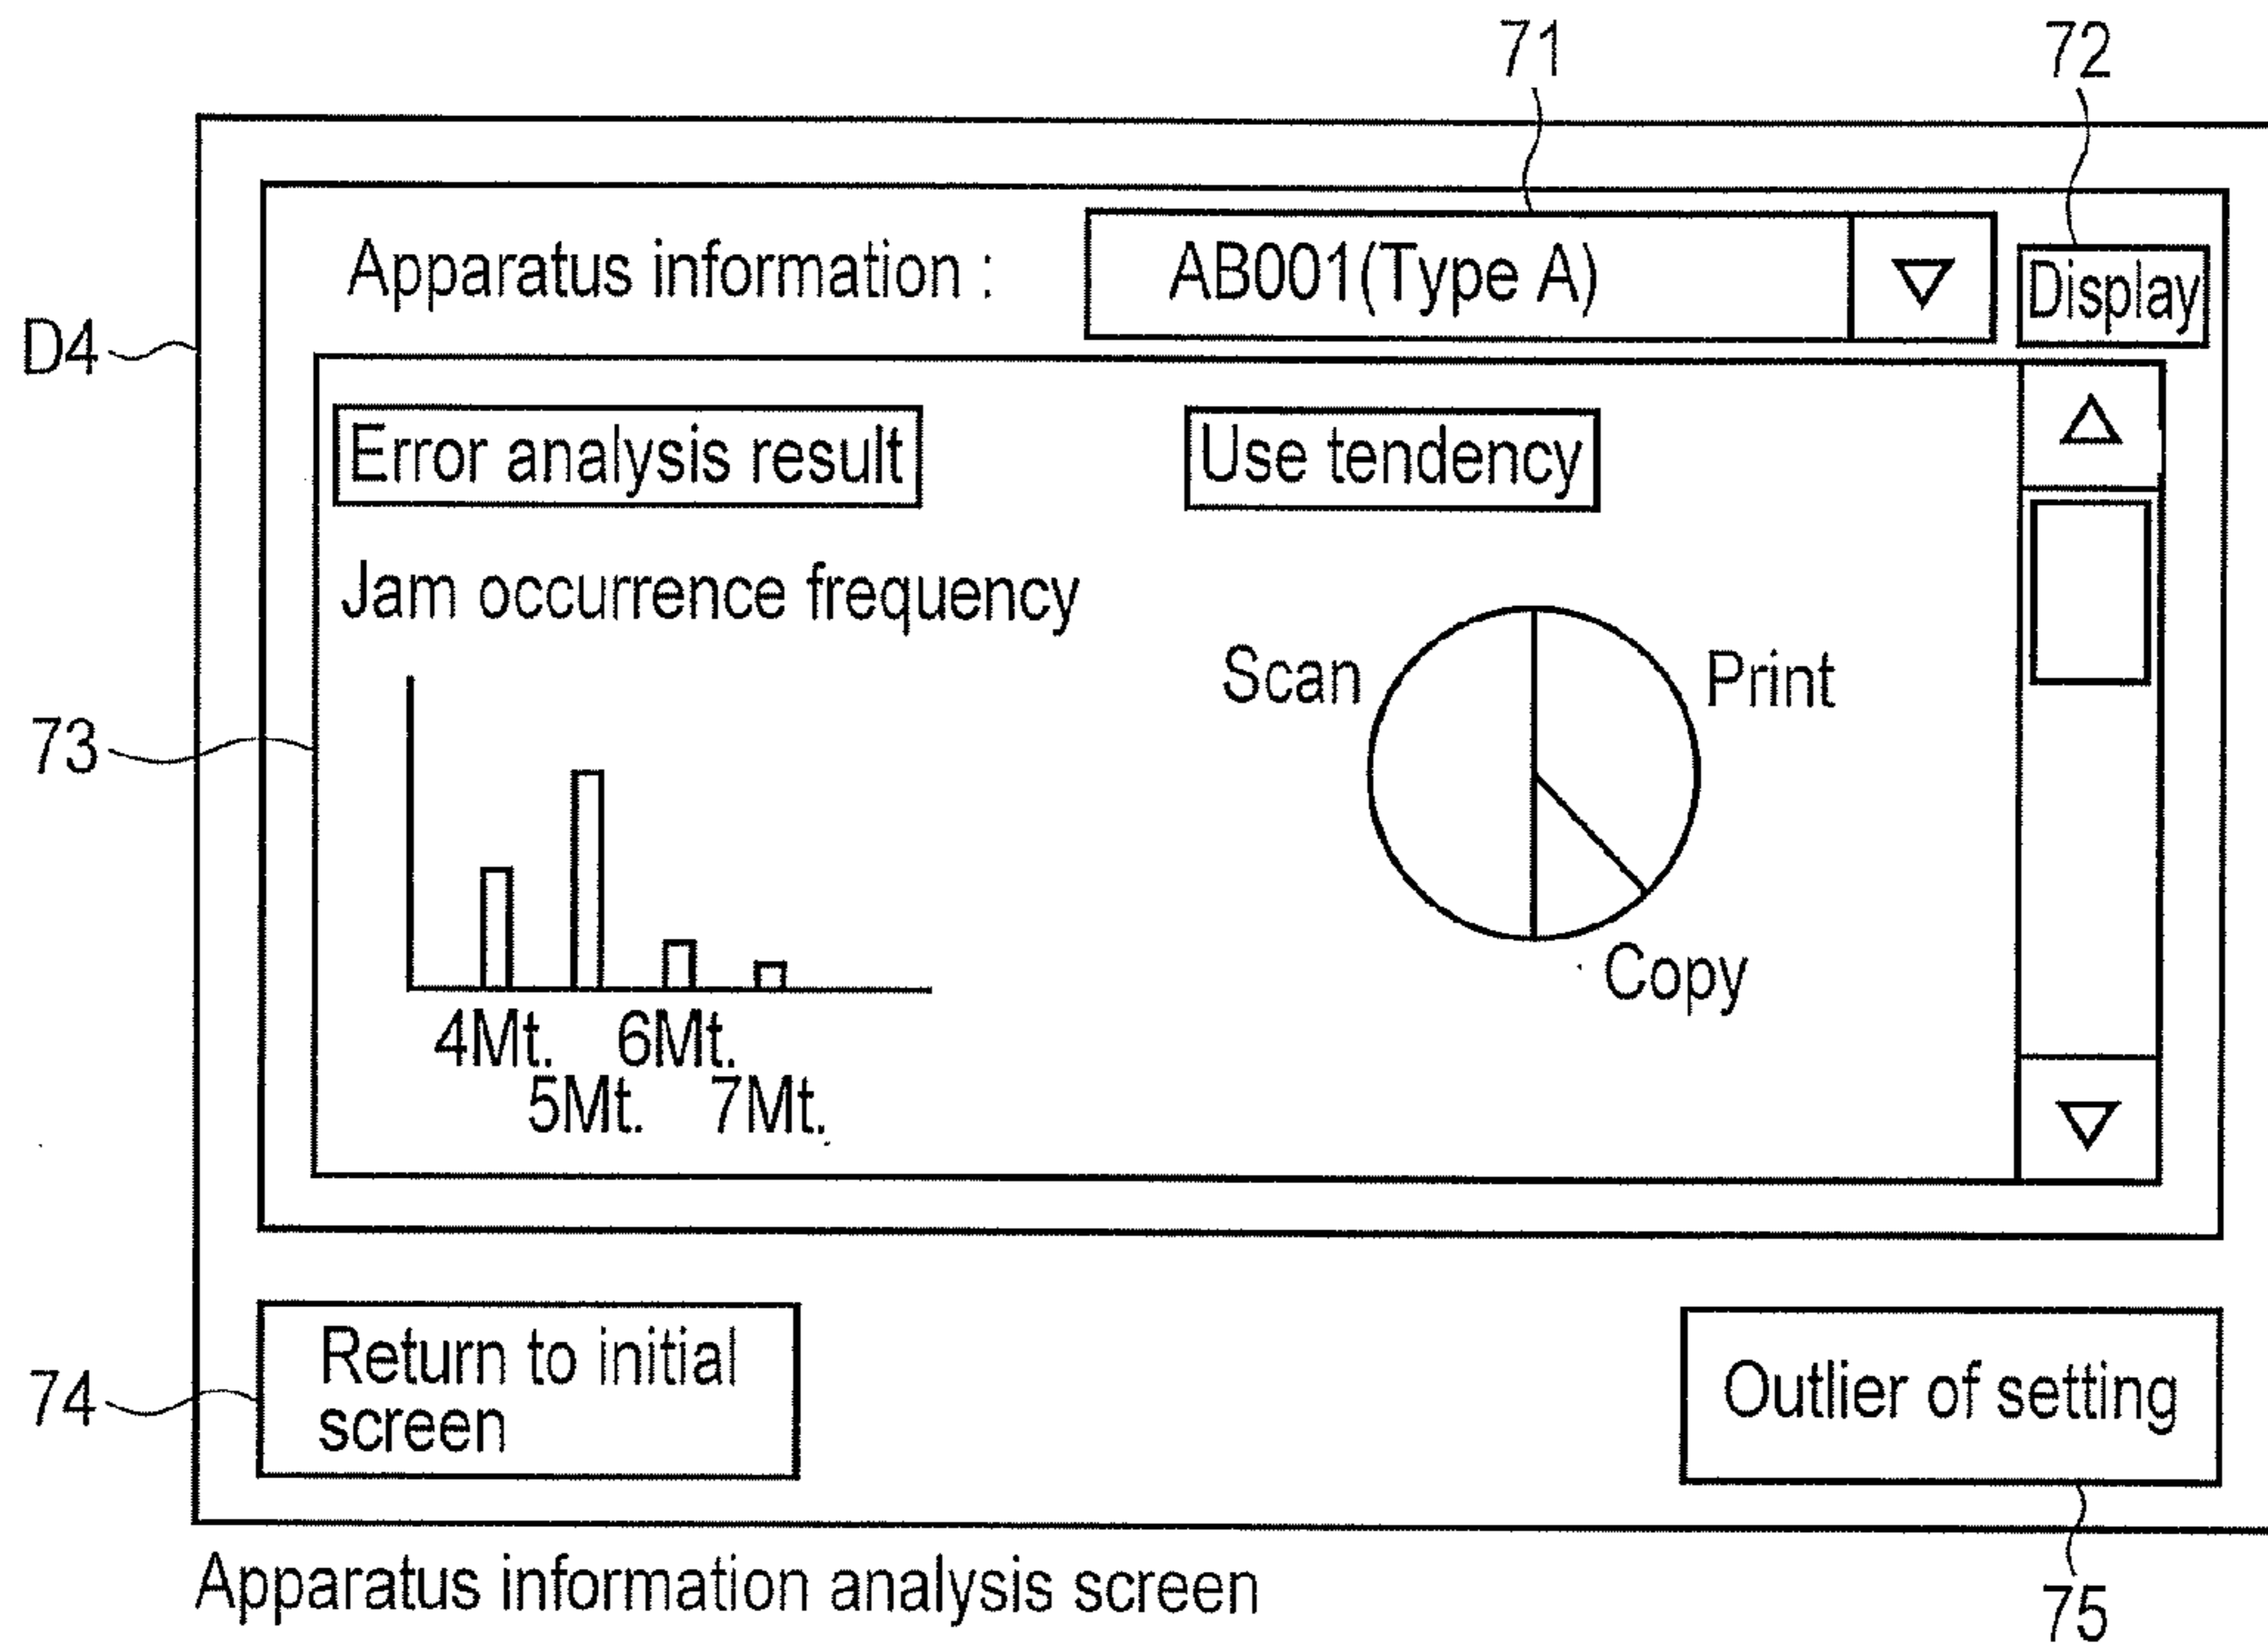 71
72
Apparatus information :
AB001(Type A)
Display
D4
Error analysis result
Use tendency
Jam occurrence frequency
Scan
Print
73
Copy
4Mt.
6Mt.
5Mt.
7Mt.
Return to initial
screen
74
Outlier of setting
Apparatus information analysis screen
75